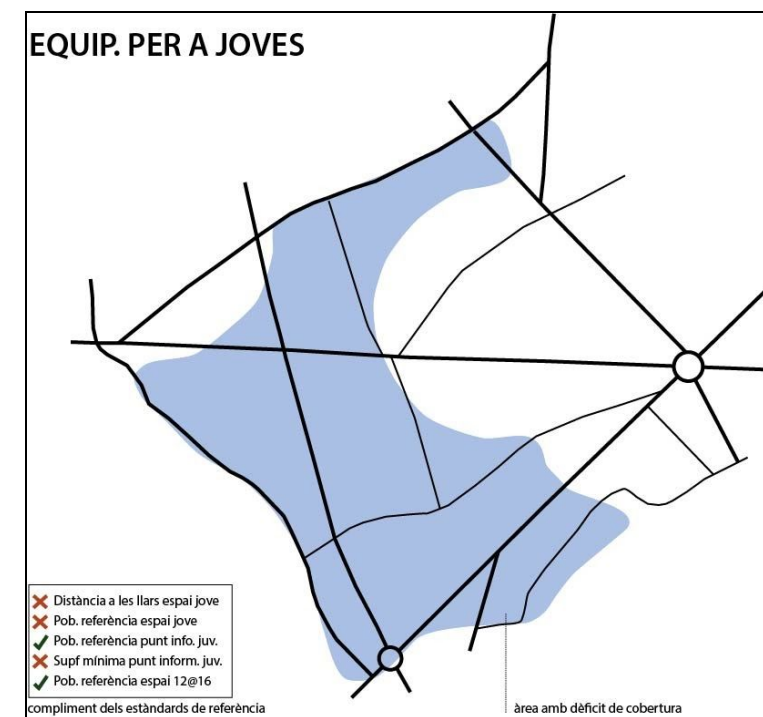 EQUIP. PER A JOVES
Distància a les llars espai jove
Pob. referència espai jove
Pob. referència punt info. juv.
Supf mínima punt inform. juv.
Pob. referència espai 12@16
compliment dels estàndards de referència
àrea amb dèficit de cobertura